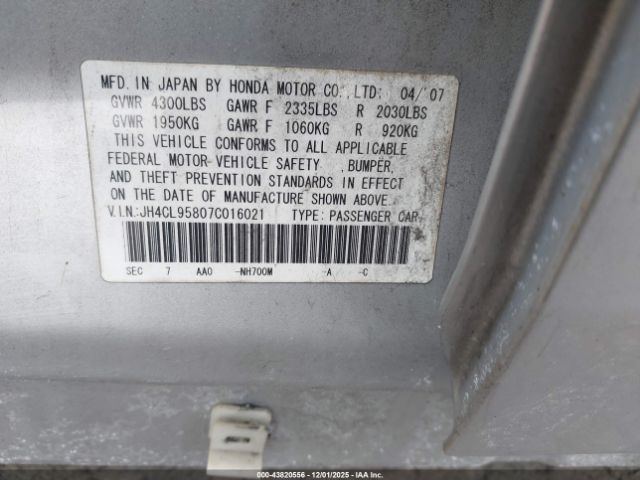 MFD. IN JAPAN BY HONDA MOTOR CO.,LTD: 04/'07
GVWR 4300LBS GAWR F 2335LBS R 2030LBS
GVWR 1950KG GAWR F 1060KG R 920KG
THIS VEHICLE CONFORMS TO ALL APPLICABLE
FEDERAL MOTOR-VEHICLE SAFETY ,BUMPER,
AND THEFT PREVENTION STANDARDS IN EFFECT
ON THE DATE OF MANUFACTURE SHOWN ABOVE.
V.I.N:JH4CL95807C016021 TYPE: PASSENGER CAR
SEC 7 AAO -NH700M -A -C
000-43820556 - 12/01/2025 - IAA Inc.